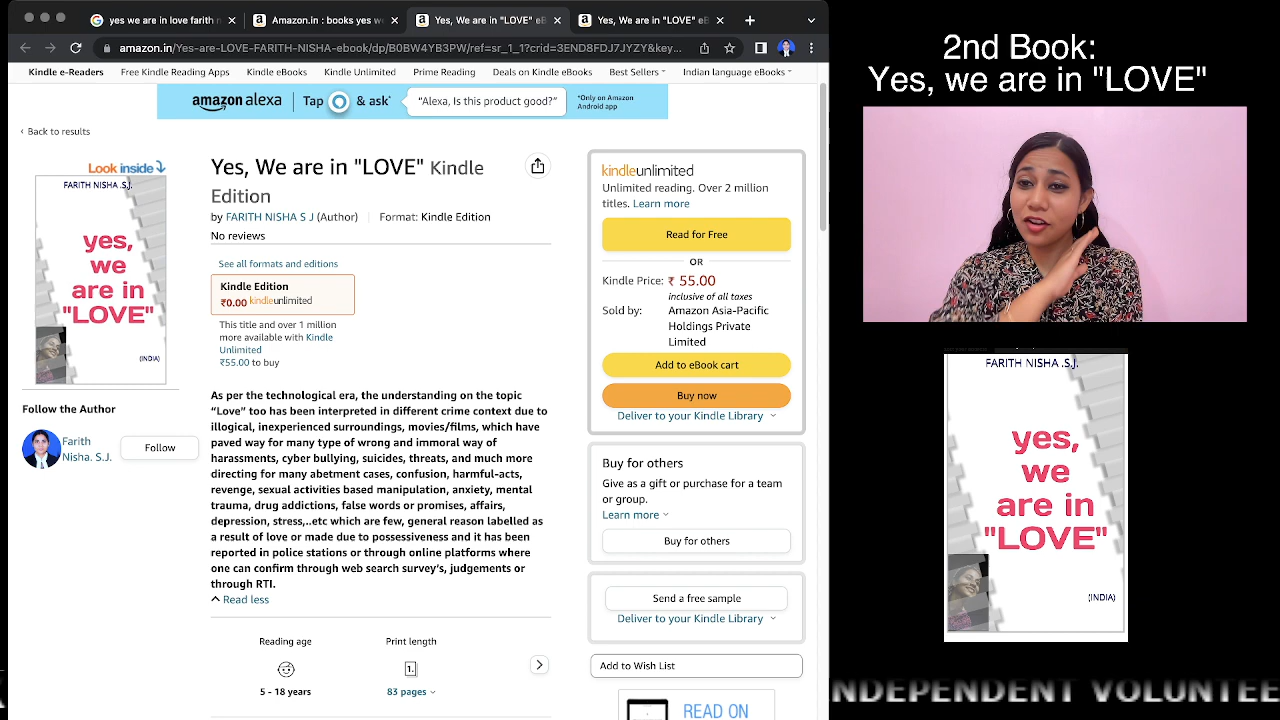 yes we are in love farith n
Amazon.in : books yes w
Yes, We are in "LOVE" eB
Yes, We are in "LOVE" eB
amazon.in/Yes-are-LOVE-FARITH-NISHA-ebook/dp/B0BW4YB3PW/ref=sr_1_1?crid=3END8FDJ7JYZY&key...
Kindle e-Readers
Free Kindle Reading Apps
Kindle eBooks
Kindle Unlimited
Prime Reading
Deals on Kindle eBooks
Best Sellers
Indian language eBooks
amazon alexa
Tap & ask
"Alexa, Is this product good?"
*Only on Amazon
Android app
Back to results
Look inside
FARITH NISHA .S.J.
yes,
we
are in
"LOVE"
(INDIA)
Follow the Author
Farith
Nisha. S.J.
Follow
Yes, We are in "LOVE" Kindle
Edition
by FARITH NISHA S J (Author)
Format: Kindle Edition
No reviews
See all formats and editions
Kindle Edition
₹0.00 kindleunlimited
This title and over 1 million
more available with Kindle
Unlimited
₹55.00 to buy
As per the technological era, the understanding on the topic
“Love” too has been interpreted in different crime context due to
illogical, inexperienced surroundings, movies/films, which have
paved way for many type of wrong and immoral way of
harassments, cyber bullying, suicides, threats, and much more
directing for many abetment cases, confusion, harmful-acts,
revenge, sexual activities based manipulation, anxiety, mental
trauma, drug addictions, false words or promises, affairs,
depression, stress,..etc which are few, general reason labelled as
a result of love or made due to possessiveness and it has been
reported in police stations or through online platforms where
one can confirm through web search survey’s, judgements or
through RTI.
Read less
Reading age
5 - 18 years
Print length
1.
83 pages
kindleunlimited
Unlimited reading. Over 2 million
titles. Learn more
Read for Free
OR
Kindle Price: ₹ 55.00
inclusive of all taxes
Sold by: Amazon Asia-Pacific
Holdings Private
Limited
Add to eBook cart
Buy now
Deliver to your Kindle Library
Buy for others
Give as a gift or purchase for a team
or group.
Learn more
Buy for others
Send a free sample
Deliver to your Kindle Library
Add to Wish List
READ ON
2nd Book:
Yes, we are in "LOVE"
FARITH NISHA .S.J.
yes,
we
are in
"LOVE"
(INDIA)
NDEPENDENT VOLUNTEE